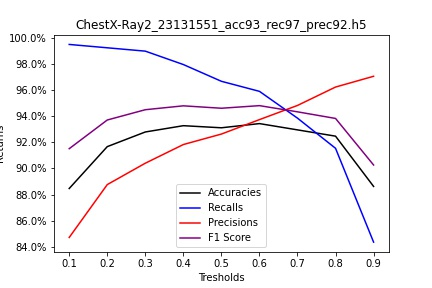 ChestX-Ray2_23131551_acc93_rec97_prec92.h5
100.0%
98.0%
96.0%
94.0%
92.0%
90.0%
88.0%
86.0%
84.0%
Accuracies
Recalls
Precisions
F1 Score
0.1 0.2 0.3 0.4 0.5 0.6 0.7 0.8 0.9
Tresholds